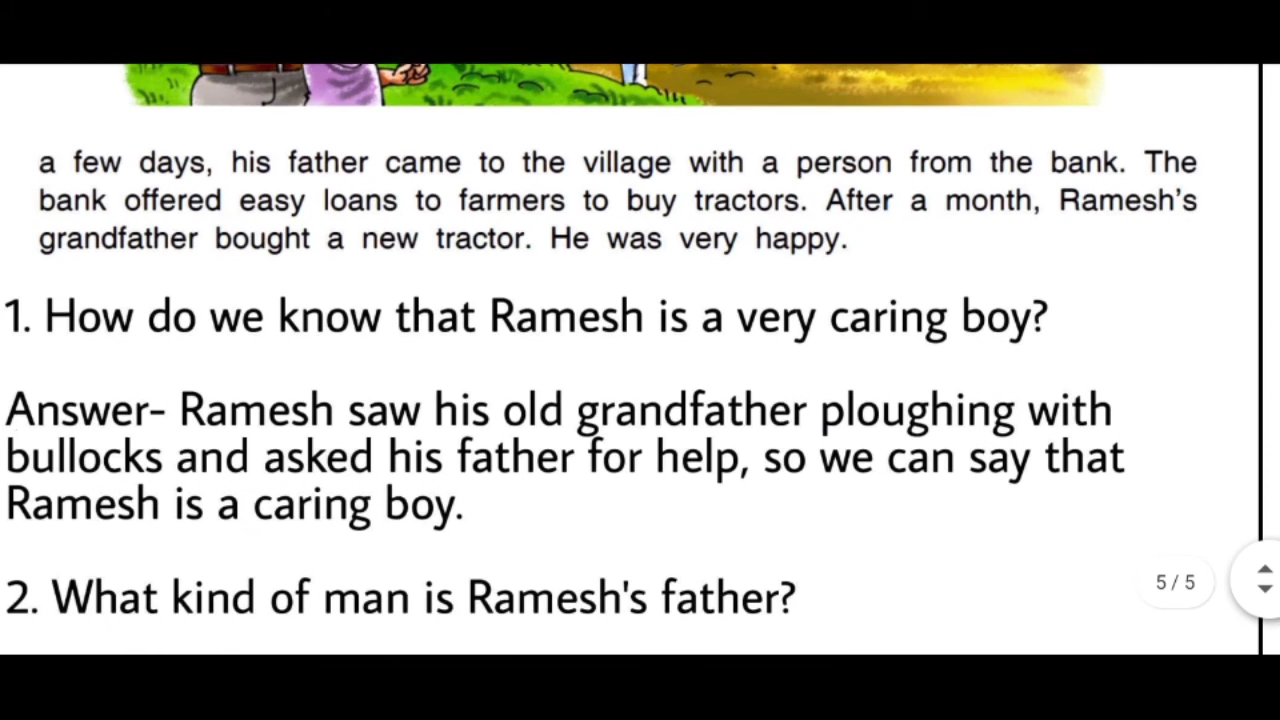 a few days, his father came to the village with a person from the bank. The
bank offered easy loans to farmers to buy tractors. After a month, Ramesh’s
grandfather bought a new tractor. He was very happy.
1. How do we know that Ramesh is a very caring boy?
Answer- Ramesh saw his old grandfather ploughing with
bullocks and asked his father for help, so we can say that
Ramesh is a caring boy.
2. What kind of man is Ramesh's father?
5 / 5